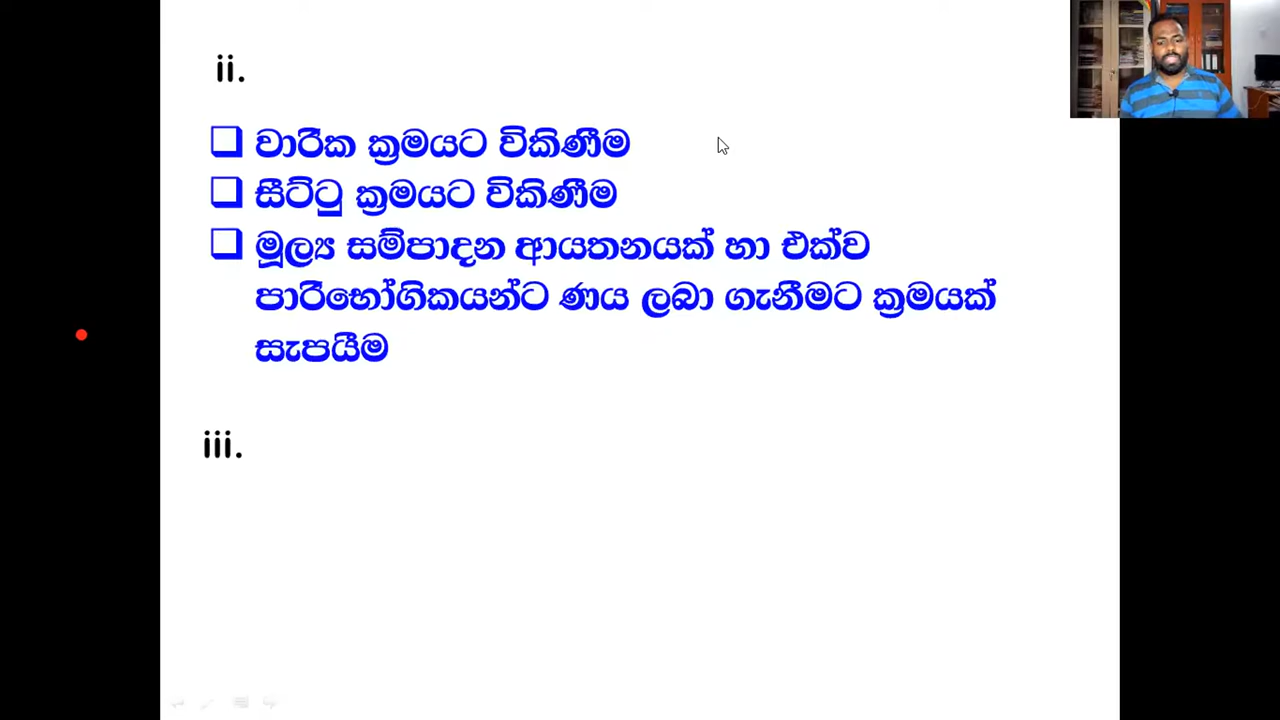 ii.
❑ වාරික ක්‍රමයට විකිණීම
❑ සීට්ටු ක්‍රමයට විකිණීම
❑ මූල්‍ය සම්පාදන ආයතනයක් හා එක්ව
පාරිභෝගිකයන්ට ණය ලබා ගැනීමට ක්‍රමයක්
සැපයීම
iii.